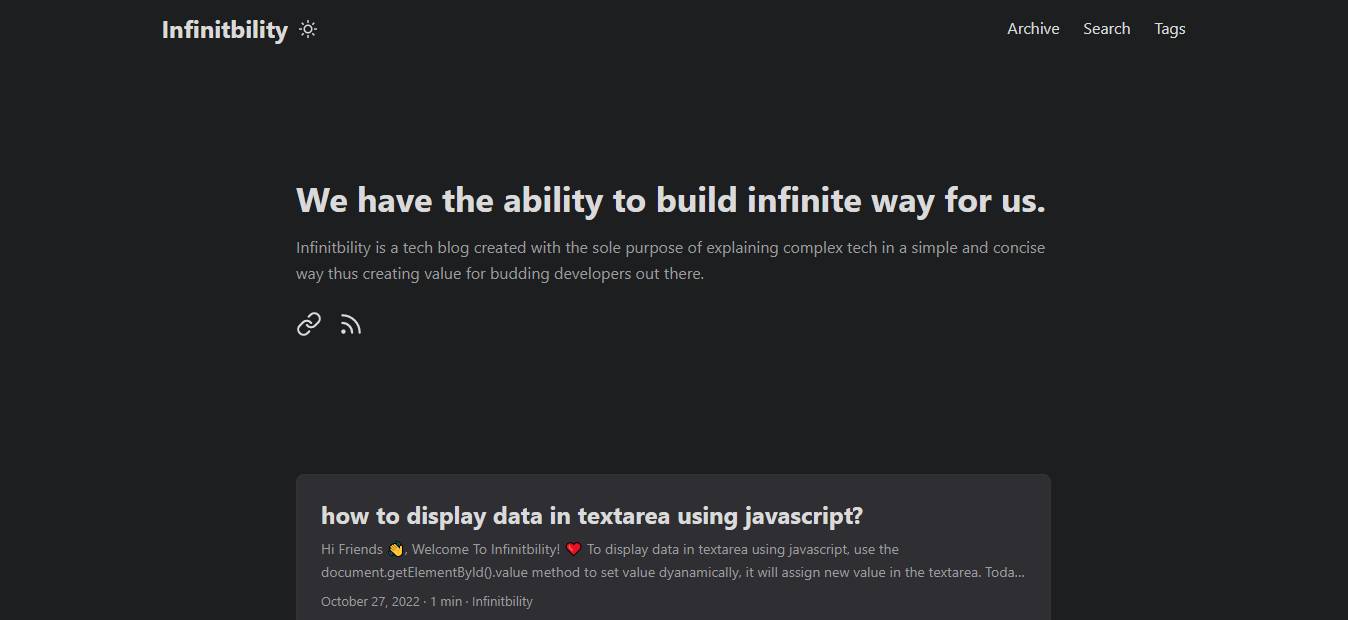 Infinitbility
Archive Search Tags
We have the ability to build infinite way for us.
Infinitbility is a tech blog created with the sole purpose of explaining complex tech in a simple and concise
way thus creating value for budding developers out there.
how to display data in textarea using javascript?
Hi Friends 👋, Welcome To Infinitbility! ❤️ To display data in textarea using javascript, use the
document.getElementById().value method to set value dyanamically, it will assign new value in the textarea. Toda...
October 27, 2022 · 1 min · Infinitbility